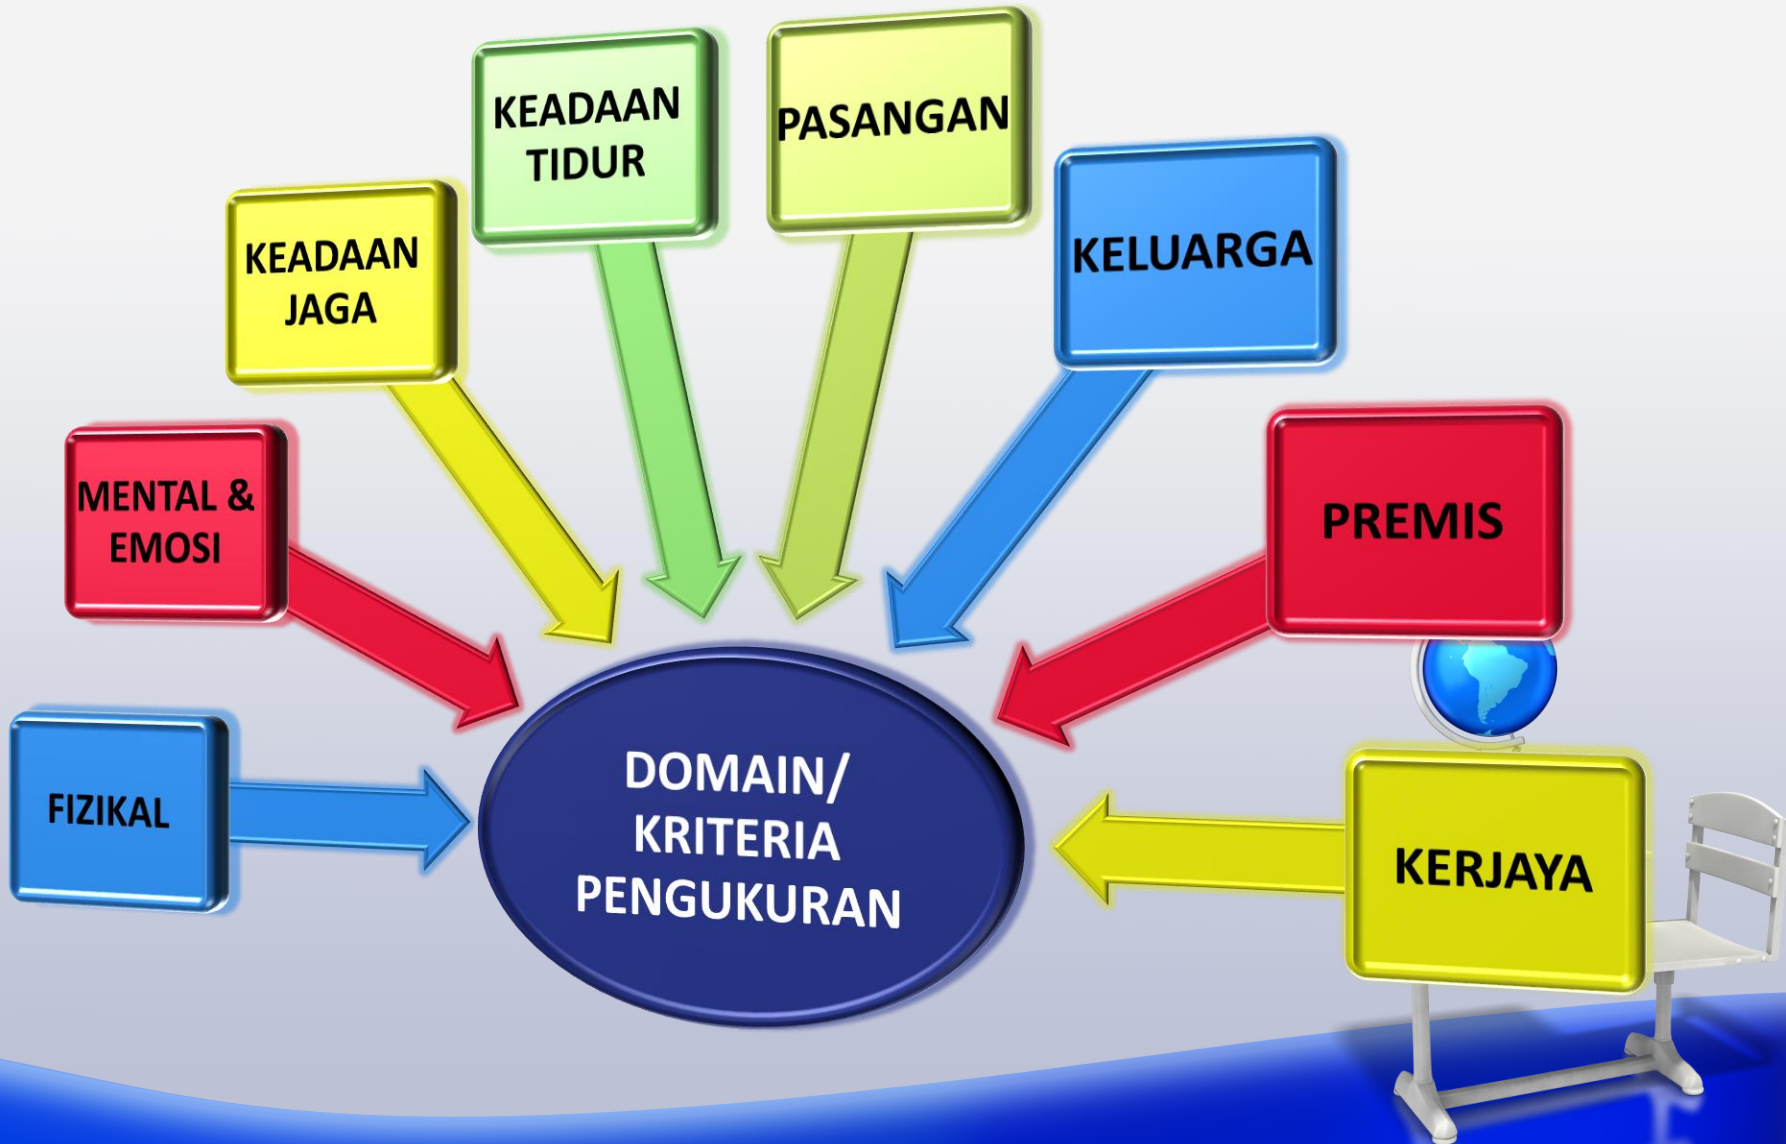 FIZIKAL
MENTAL &
EMOSI
KEADAAN
JAGA
KEADAAN
TIDUR
PASANGAN
KELUARGA
PREMIS
KERJAYA
DOMAIN/
KRITERIA
PENGUKURAN